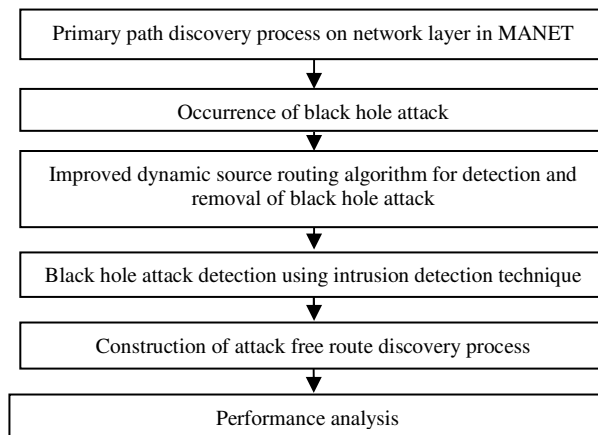 Primary path discovery process on network layer in MANET
Occurrence of black hole attack
Improved dynamic source routing algorithm for detection and
removal of black hole attack
Black hole attack detection using intrusion detection technique
Construction of attack free route discovery process
Performance analysis